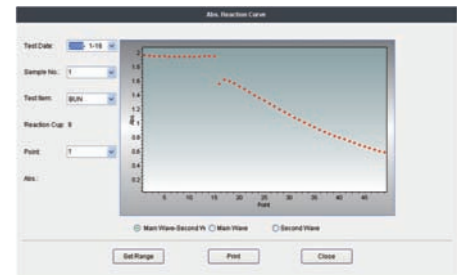 Abs. Reaction Curve
Test Date: 1-15
Sample No.: 1
Test Item: BUN
Reaction Cup: 8
Point: 1
Abs.:
Abs.
2
1.8
1.6
1.4
1.2
1
0.8
0.6
0.4
0.2
5 10 15 20 25 30 35 40 45
Point
Main Wave-Second W Main Wave Second Wave
Set Range Print Close